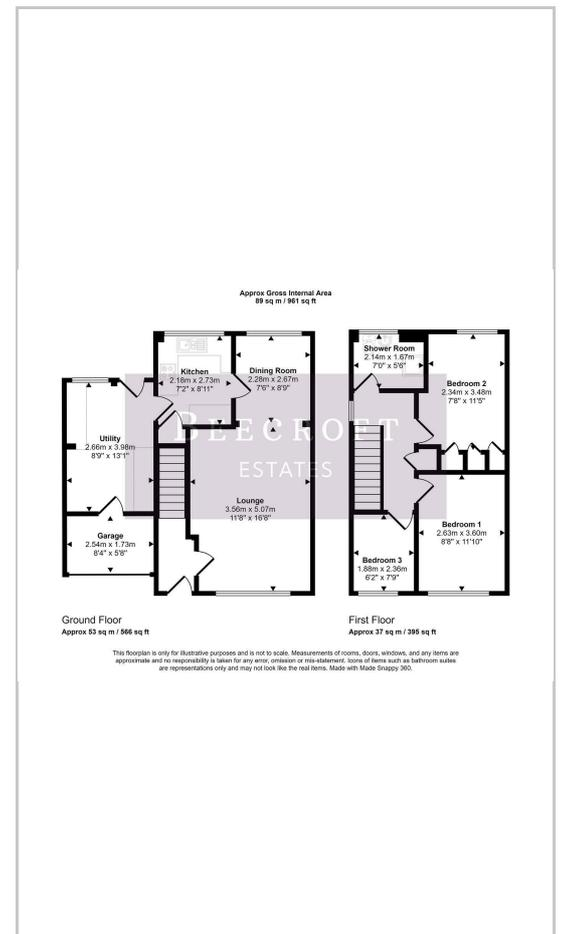 Approx Gross Internal Area
89 sq m / 961 sq ft
Kitchen
2.18m x 2.73m
7'2" x 8'11"
Dining Room
2.28m x 2.67m
7'6" x 8'9"
Utility
2.66m x 3.98m
8'9" x 13'1"
Lounge
3.56m x 5.07m
11'8" x 16'8"
Garage
2.54m x 1.73m
8'4" x 5'8"
Shower Room
2.14m x 1.67m
7'0" x 5'6"
Bedroom 2
2.34m x 3.48m
7'8" x 11'5"
Bedroom 1
2.63m x 3.60m
8'8" x 11'10"
Bedroom 3
1.88m x 2.36m
6'2" x 7'9"
BEECROFT
ESTATES
Ground Floor
Approx 53 sq m / 566 sq ft
First Floor
Approx 37 sq m / 395 sq ft
This floorplan is only for illustrative purposes and is not to scale. Measurements of rooms, doors, windows, and any items are
approximate and no responsibility is taken for any error, omission or mis-statement. Icons of items such as bathroom suites
are representations only and may not look like the real items. Made with Made Snappy 360.